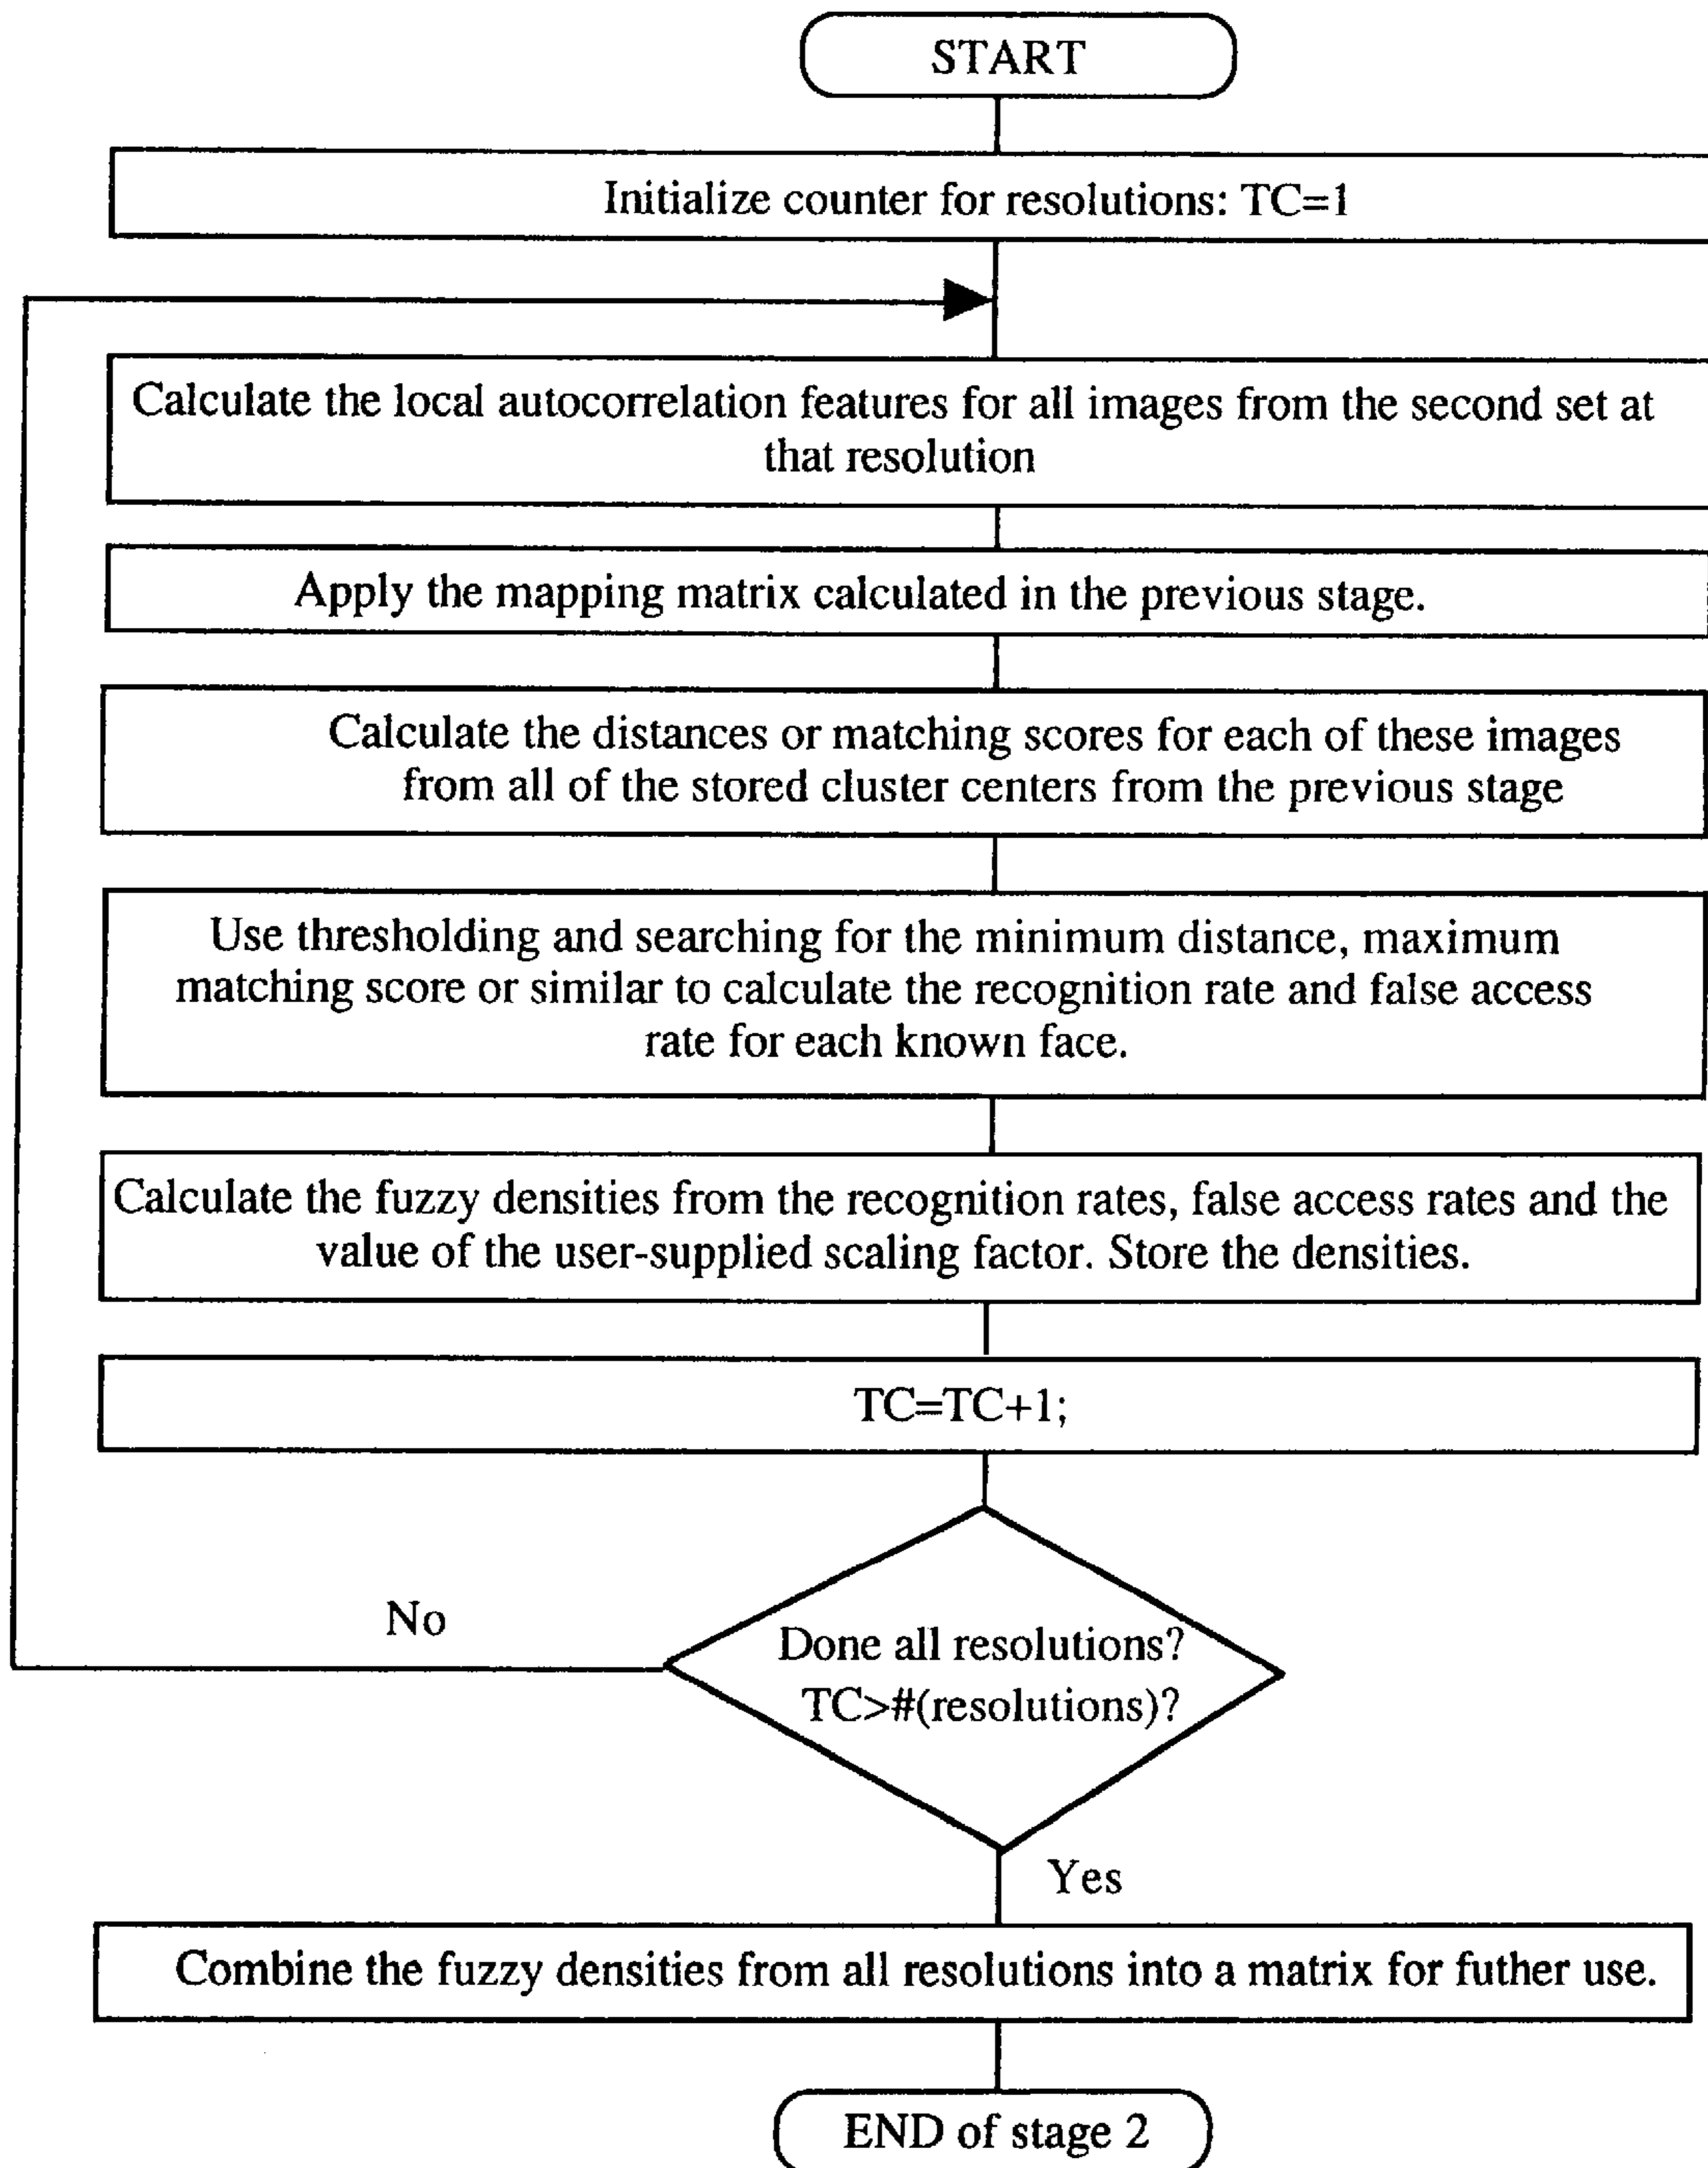 START
Initialize counter for resolutions: TC=1
Calculate the local autocorrelation features for all images from the second set at
that resolution
Apply the mapping matrix calculated in the previous stage.
Calculate the distances or matching scores for each of these images
from all of the stored cluster centers from the previous stage
Use thresholding and searching for the minimum distance, maximum
matching score or similar to calculate the recognition rate and false access
rate for each known face.
Calculate the fuzzy densities from the recognition rates, false access rates and the
value of the user-supplied scaling factor. Store the densities.
TC=TC+1;
No
Done all resolutions?
TC>#(resolutions)?
Yes
Combine the fuzzy densities from all resolutions into a matrix for futher use.
END of stage 2